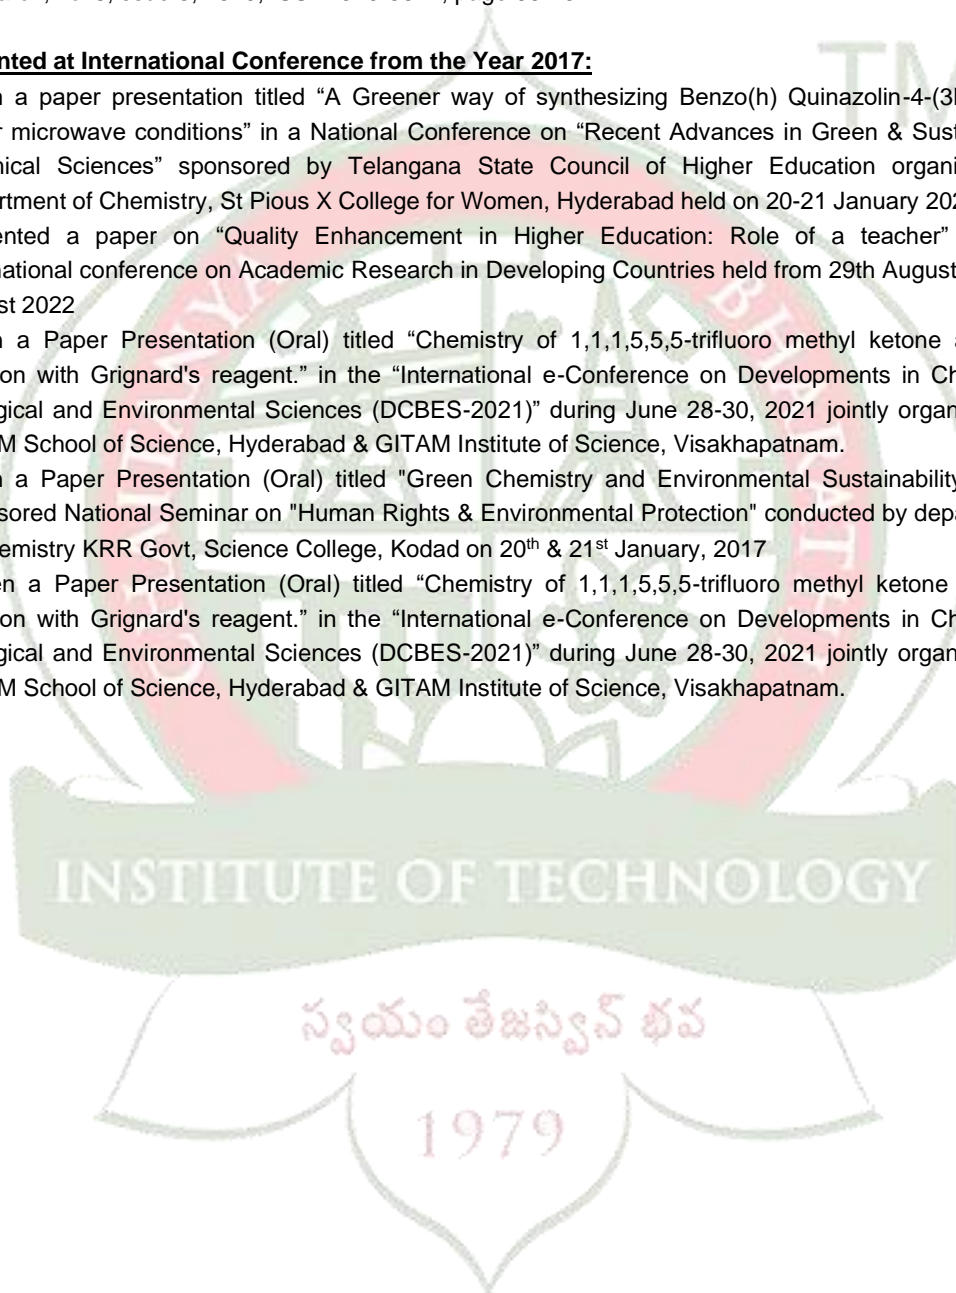 nted at International Conference from the Year 2017:
a paper presentation titled “A Greener way of synthesizing Benzo(h) Quinazolin-4-(3
microwave conditions” in a National Conference on “Recent Advances in Green & Sust
ical Sciences” sponsored by Telangana State Council of Higher Education organi
rtment of Chemistry, St Pious X College for Women, Hyderabad held on 20-21 January 202
ented a paper on “Quality Enhancement in Higher Education: Role of a teacher”
national conference on Academic Research in Developing Countries held from 29th August
st 2022
a Paper Presentation (Oral) titled “Chemistry of 1,1,1,5,5,5-trifluoro methyl ketone
on with Grignard's reagent.” in the “International e-Conference on Developments in Ch
gical and Environmental Sciences (DCBES-2021)” during June 28-30, 2021 jointly organ
M School of Science, Hyderabad & GITAM Institute of Science, Visakhapatnam.
a Paper Presentation (Oral) titled "Green Chemistry and Environmental Sustainability
sored National Seminar on "Human Rights & Environmental Protection" conducted by depa
emistry KRR Govt, Science College, Kodad on 20th & 21st January, 2017
en a Paper Presentation (Oral) titled “Chemistry of 1,1,1,5,5,5-trifluoro methyl ketone
on with Grignard's reagent.” in the “International e-Conference on Developments in Ch
gical and Environmental Sciences (DCBES-2021)” during June 28-30, 2021 jointly organ
M School of Science, Hyderabad & GITAM Institute of Science, Visakhapatnam.
TM
CHAITANYA BHARATHI
INSTITUTE OF TECHNOLOGY
స్వయం తేజస్విన్ భవ
1979